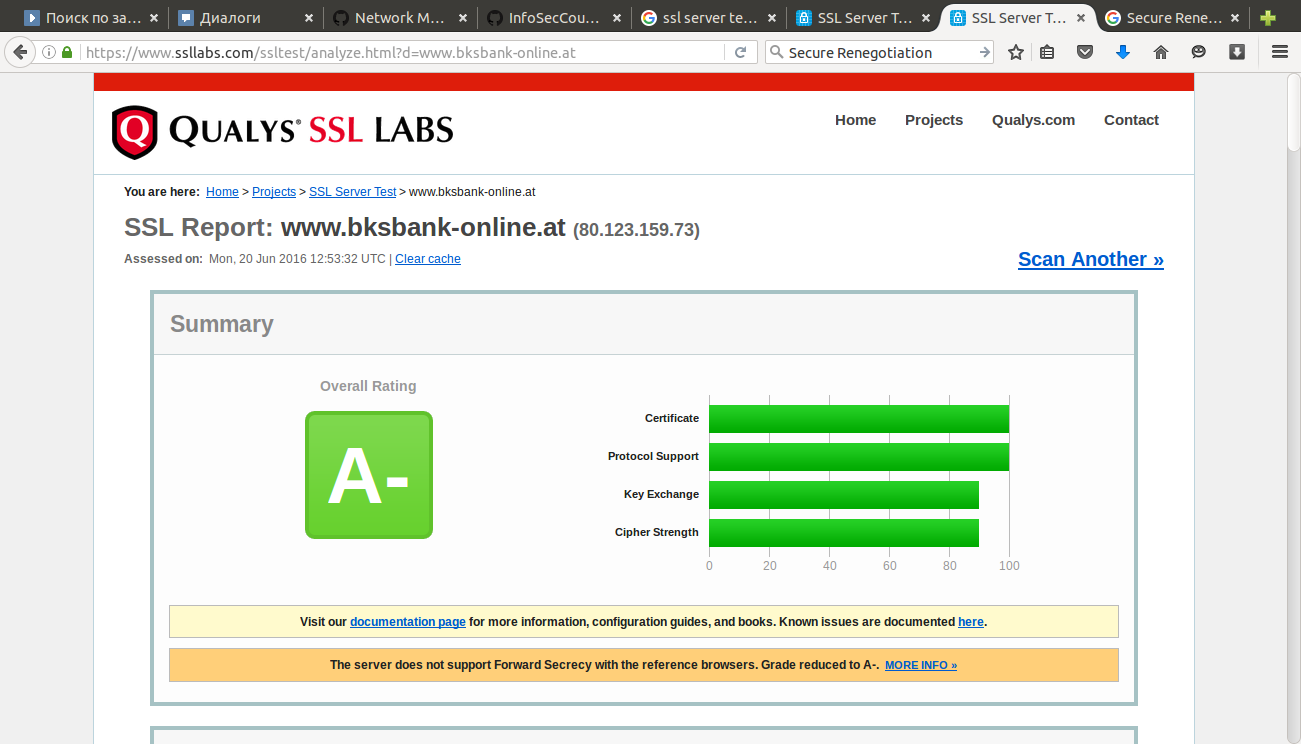 Поиск по за...
Диалоги
Network M...
InfoSecCou...
ssl server te...
SSL Server T...
SSL Server T...
Secure Rene...
https://www.ssllabs.com/ssltest/analyze.html?d=www.bksbank-online.at
Secure Renegotiation
QUALYS® SSL LABS
Home Projects Qualys.com Contact
You are here: Home > Projects > SSL Server Test > www.bksbank-online.at
SSL Report: www.bksbank-online.at (80.123.159.73)
Assessed on: Mon, 20 Jun 2016 12:53:32 UTC | Clear cache
Scan Another »
Summary
Overall Rating
A-
Certificate
Protocol Support
Key Exchange
Cipher Strength
0 20 40 60 80 100
Visit our documentation page for more information, configuration guides, and books. Known issues are documented here.
The server does not support Forward Secrecy with the reference browsers. Grade reduced to A-. MORE INFO »